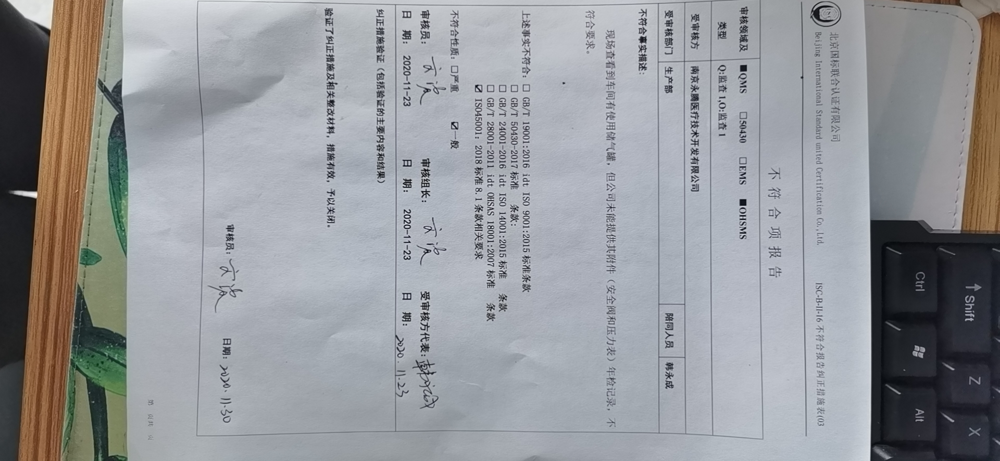 北京国标联合认证有限公司
Beijing International Standard united Certification Co.,Ltd.
ISC-B-II-16 不符合报告纠正措施表(03
不符合项报告
审核领域及类型
■QMS □50430 □EMS ■OHSMS
Q:监查 1,O:监查 1
受审核方 南京永腾医疗技术开发有限公司
受审核部门 生产部 陪同人员 韩永成
不符合事实描述：
现场查看到车间有使用储气罐，但公司未能提供其附件（安全阀和压力表）年检记录，不
符合要求。
上述事实不符合：□ GB/T 19001:2016 idt ISO 9001:2015 标准条款
□ GB/T 50430-2017 标准 条款:
□ GB/T 24001-2016 idt ISO 14001:2015 标准 条款
□ GB/T 28001-2011 idt OHSAS 18001:2007 标准 条款
☑ ISO45001: 2018 标准 8.1 条款相关要求
不符合性质：□严重 ☑一般
审核员： 审核组长： 受审核方代表：韩永成
日 期： 2020-11-23 日 期： 2020-11-23 日 期： 2020.11.23
纠正措施验证（包括验证的主要内容和结果）
验证了纠正措施及相关整改材料，措施有效，予以关闭。
审核员： 日期：2020.11.30
第 页共 页
Ctrl
Shift
Z
Alt
X